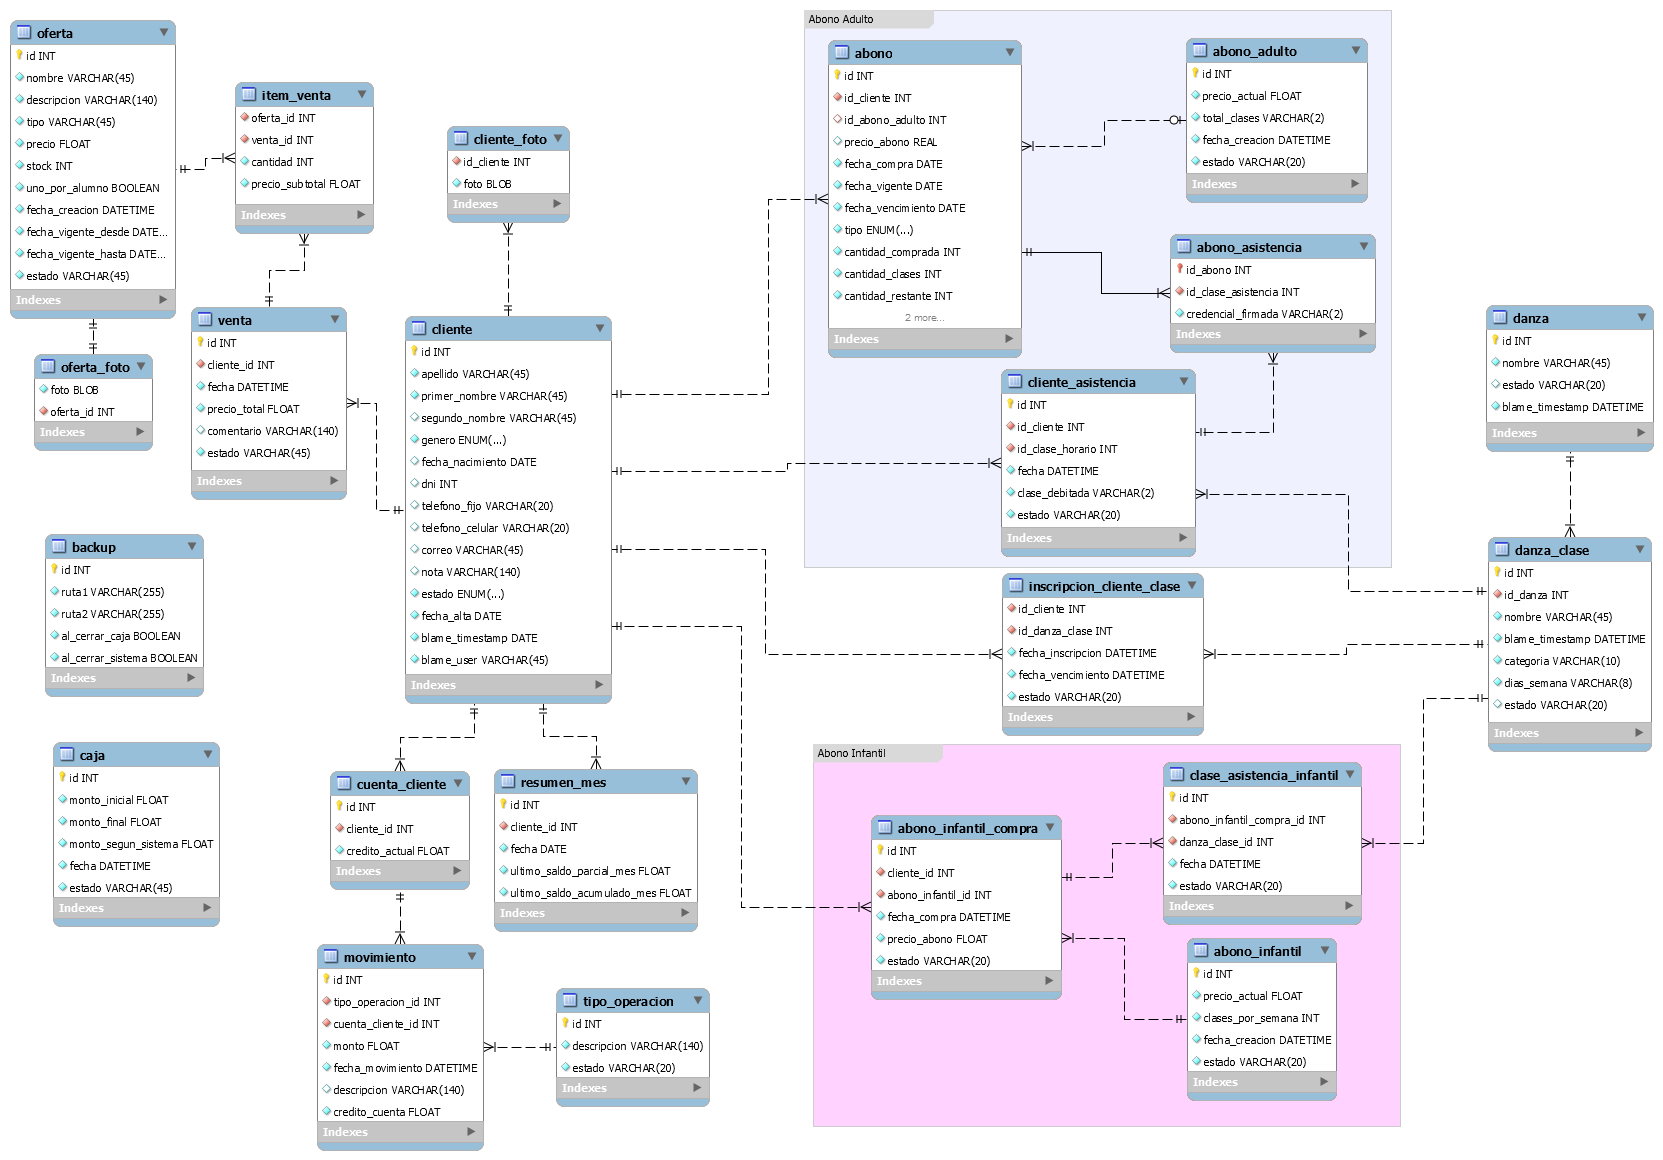 oferta
id INT
nombre VARCHAR(45)
descripcion VARCHAR(140)
tipo VARCHAR(45)
precio FLOAT
stock INT
uno_por_alumno BOOLEAN
fecha_creacion DATETIME
fecha_vigente_desde DATE...
fecha_vigente_hasta DATE...
estado VARCHAR(45)
Indexes
item_venta
oferta_id INT
venta_id INT
cantidad INT
precio_subtotal FLOAT
Indexes
oferta_foto
foto BLOB
oferta_id INT
Indexes
venta
id INT
cliente_id INT
fecha DATETIME
precio_total FLOAT
comentario VARCHAR(140)
estado VARCHAR(45)
Indexes
cliente_foto
id_cliente INT
foto BLOB
Indexes
cliente
id INT
apellido VARCHAR(45)
primer_nombre VARCHAR(45)
segundo_nombre VARCHAR(45)
genero ENUM(...)
fecha_nacimiento DATE
dni INT
telefono_fijo VARCHAR(20)
telefono_celular VARCHAR(20)
correo VARCHAR(45)
nota VARCHAR(140)
estado ENUM(...)
fecha_alta DATE
blame_timestamp DATE
blame_user VARCHAR(45)
Indexes
backup
id INT
ruta1 VARCHAR(255)
ruta2 VARCHAR(255)
al_cerrar_caja BOOLEAN
al_cerrar_sistema BOOLEAN
Indexes
caja
id INT
monto_inicial FLOAT
monto_final FLOAT
monto_segun_sistema FLOAT
fecha DATETIME
estado VARCHAR(45)
Indexes
cuenta_cliente
id INT
cliente_id INT
credito_actual FLOAT
Indexes
resumen_mes
id INT
cliente_id INT
fecha DATE
ultimo_saldo_parcial_mes FLOAT
ultimo_saldo_acumulado_mes FLOAT
Indexes
movimiento
id INT
tipo_operacion_id INT
cuenta_cliente_id INT
monto FLOAT
fecha_movimiento DATETIME
descripcion VARCHAR(140)
credito_cuenta FLOAT
Indexes
tipo_operacion
id INT
descripcion VARCHAR(140)
estado VARCHAR(20)
Indexes
Abono Adulto
abono
id INT
id_cliente INT
id_abono_adulto INT
precio_abono REAL
fecha_compra DATE
fecha_vigente DATE
fecha_vencimiento DATE
tipo ENUM(...)
cantidad_comprada INT
cantidad_clases INT
cantidad_restante INT
2 more...
Indexes
abono_adulto
id INT
precio_actual FLOAT
total_clases VARCHAR(2)
fecha_creacion DATETIME
estado VARCHAR(20)
Indexes
abono_asistencia
id_abono INT
id_clase_asistencia INT
credencial_firmada VARCHAR(2)
Indexes
cliente_asistencia
id INT
id_cliente INT
id_clase_horario INT
fecha DATETIME
clase_debitada VARCHAR(2)
estado VARCHAR(20)
Indexes
inscripcion_cliente_clase
id_cliente INT
id_danza_clase INT
fecha_inscripcion DATETIME
fecha_vencimiento DATETIME
estado VARCHAR(20)
Indexes
danza
id INT
nombre VARCHAR(45)
estado VARCHAR(20)
blame_timestamp DATETIME
Indexes
danza_clase
id INT
id_danza INT
nombre VARCHAR(45)
blame_timestamp DATETIME
categoria VARCHAR(10)
dias_semana VARCHAR(8)
estado VARCHAR(20)
Indexes
Abono Infantil
abono_infantil_compra
id INT
cliente_id INT
abono_infantil_id INT
fecha_compra DATETIME
precio_abono FLOAT
estado VARCHAR(20)
Indexes
clase_asistencia_infantil
id INT
abono_infantil_compra_id INT
danza_clase_id INT
fecha DATETIME
estado VARCHAR(20)
Indexes
abono_infantil
id INT
precio_actual FLOAT
clases_por_semana INT
fecha_creacion DATETIME
estado VARCHAR(20)
Indexes